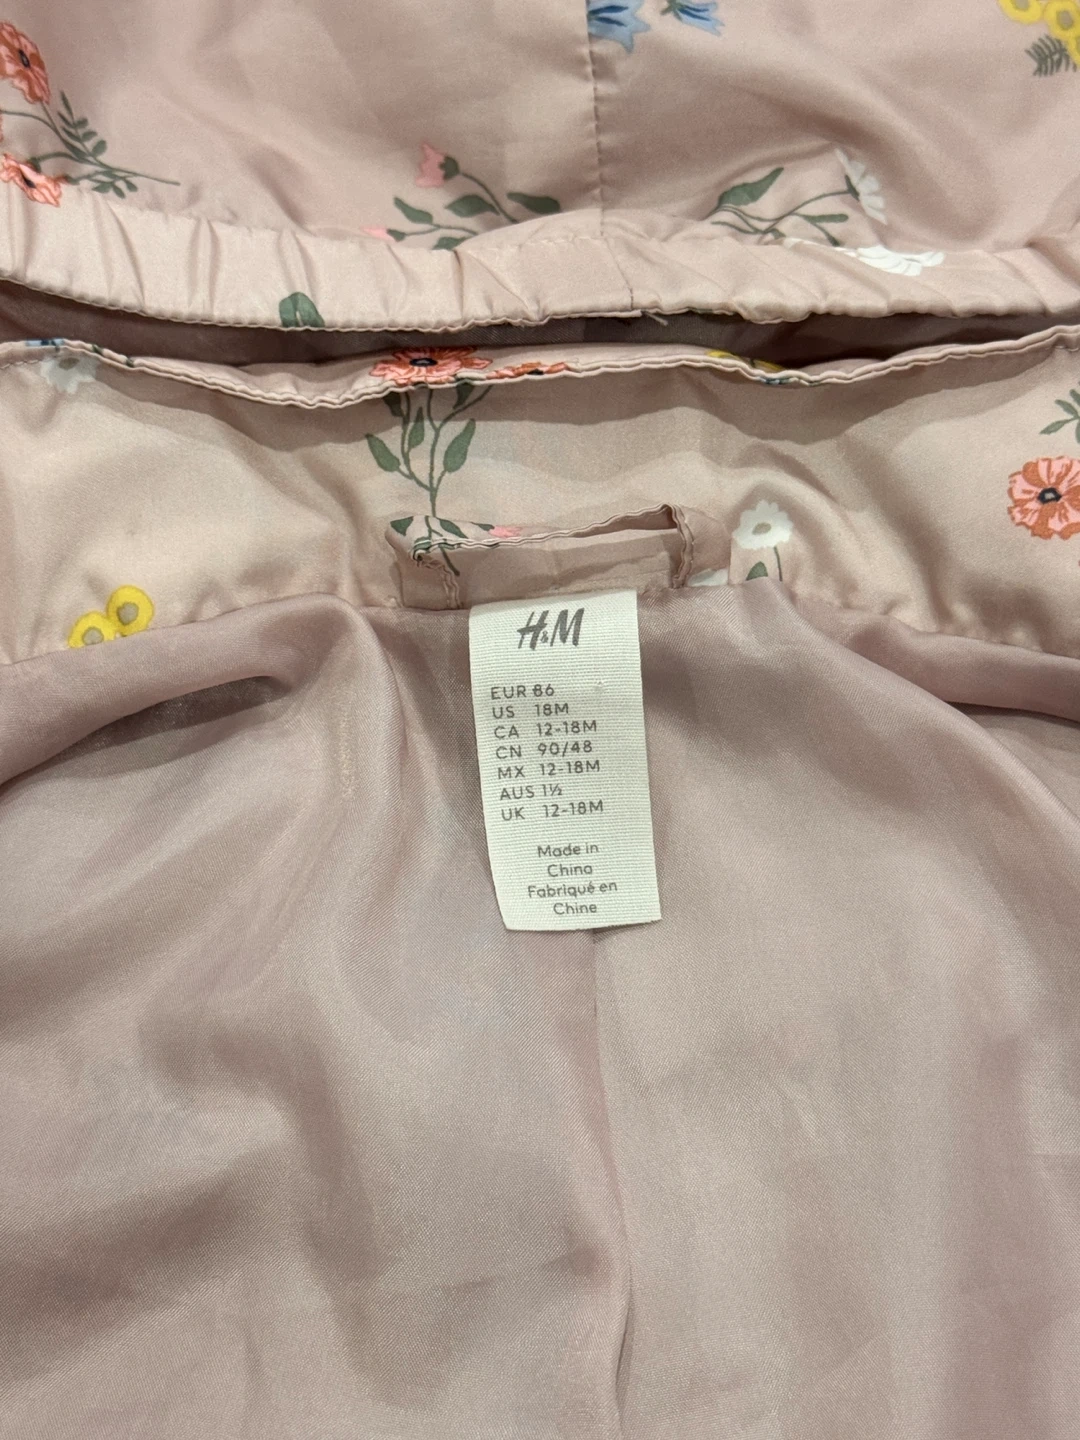 H&M
EUR 86
US 18M
CA 12-18M
CN 90/48
MX 12-18M
AUS 1½
UK 12-18M
Made in
China
Fabriqué en
Chine